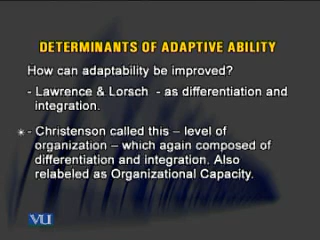 DETERMINANTS OF ADAPTIVE ABILITY
How can adaptability be improved?
- Lawrence & Lorsch - as differentiation and
integration.
- Christenson called this – level of
organization – which again composed of
differentiation and integration. Also
relabeled as Organizational Capacity.
VU